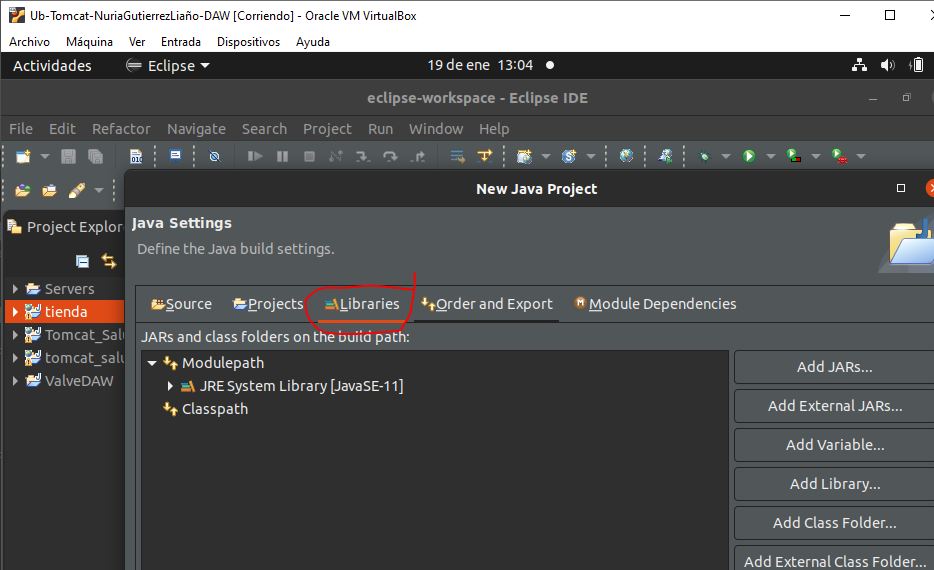 Ub-Tomcat-NuriaGutierrezLiaño-DAW [Corriendo] - Oracle VM VirtualBox
Archivo Máquina Ver Entrada Dispositivos Ayuda
Actividades Eclipse 19 de ene 13:04
eclipse-workspace - Eclipse IDE
File Edit Refactor Navigate Search Project Run Window Help
New Java Project
Project Explor
Java Settings
Define the Java build settings.
Servers
tienda
Tomcat_Salu
tomcat_salu
ValveDAW
Source Projects Libraries Order and Export Module Dependencies
JARs and class folders on the build path:
Modulepath
JRE System Library [JavaSE-11]
Classpath
Add JARs...
Add External JARs...
Add Variable...
Add Library...
Add Class Folder...
Add External Class Folder...